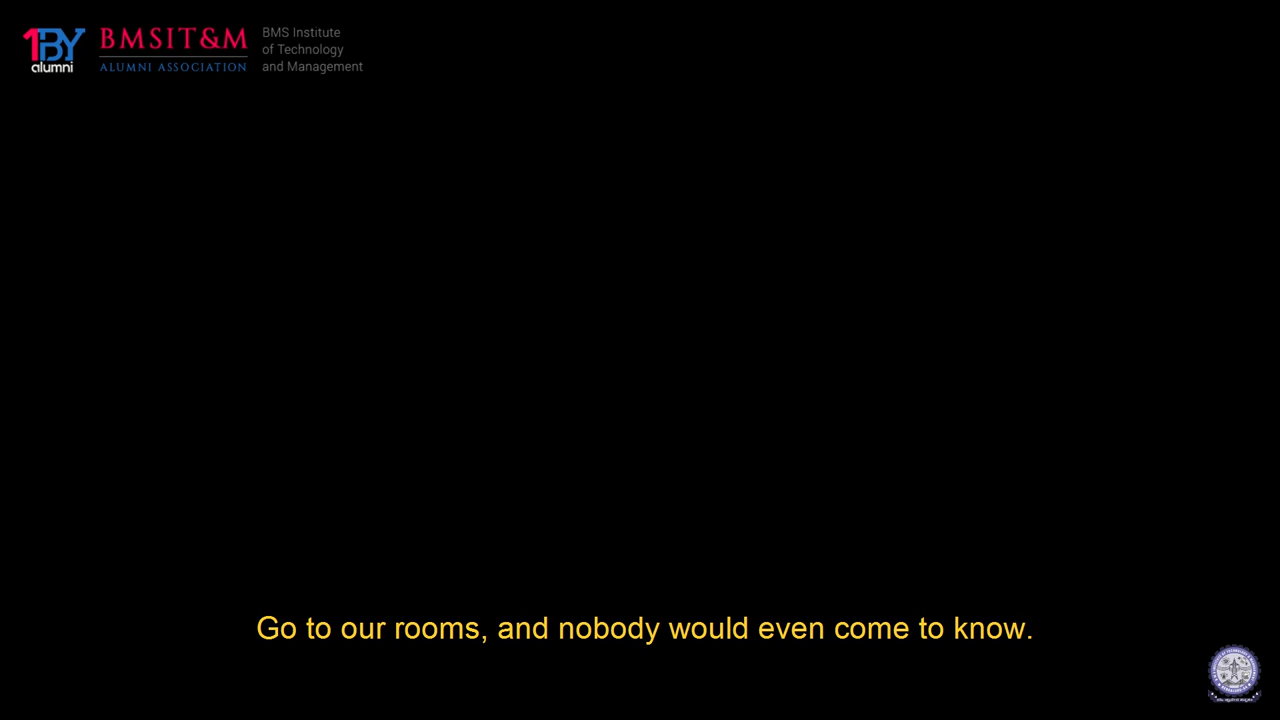 1BY
alumni
BMSIT&M
ALUMNI ASSOCIATION
BMS Institute
of Technology
and Management
Go to our rooms, and nobody would even come to know.